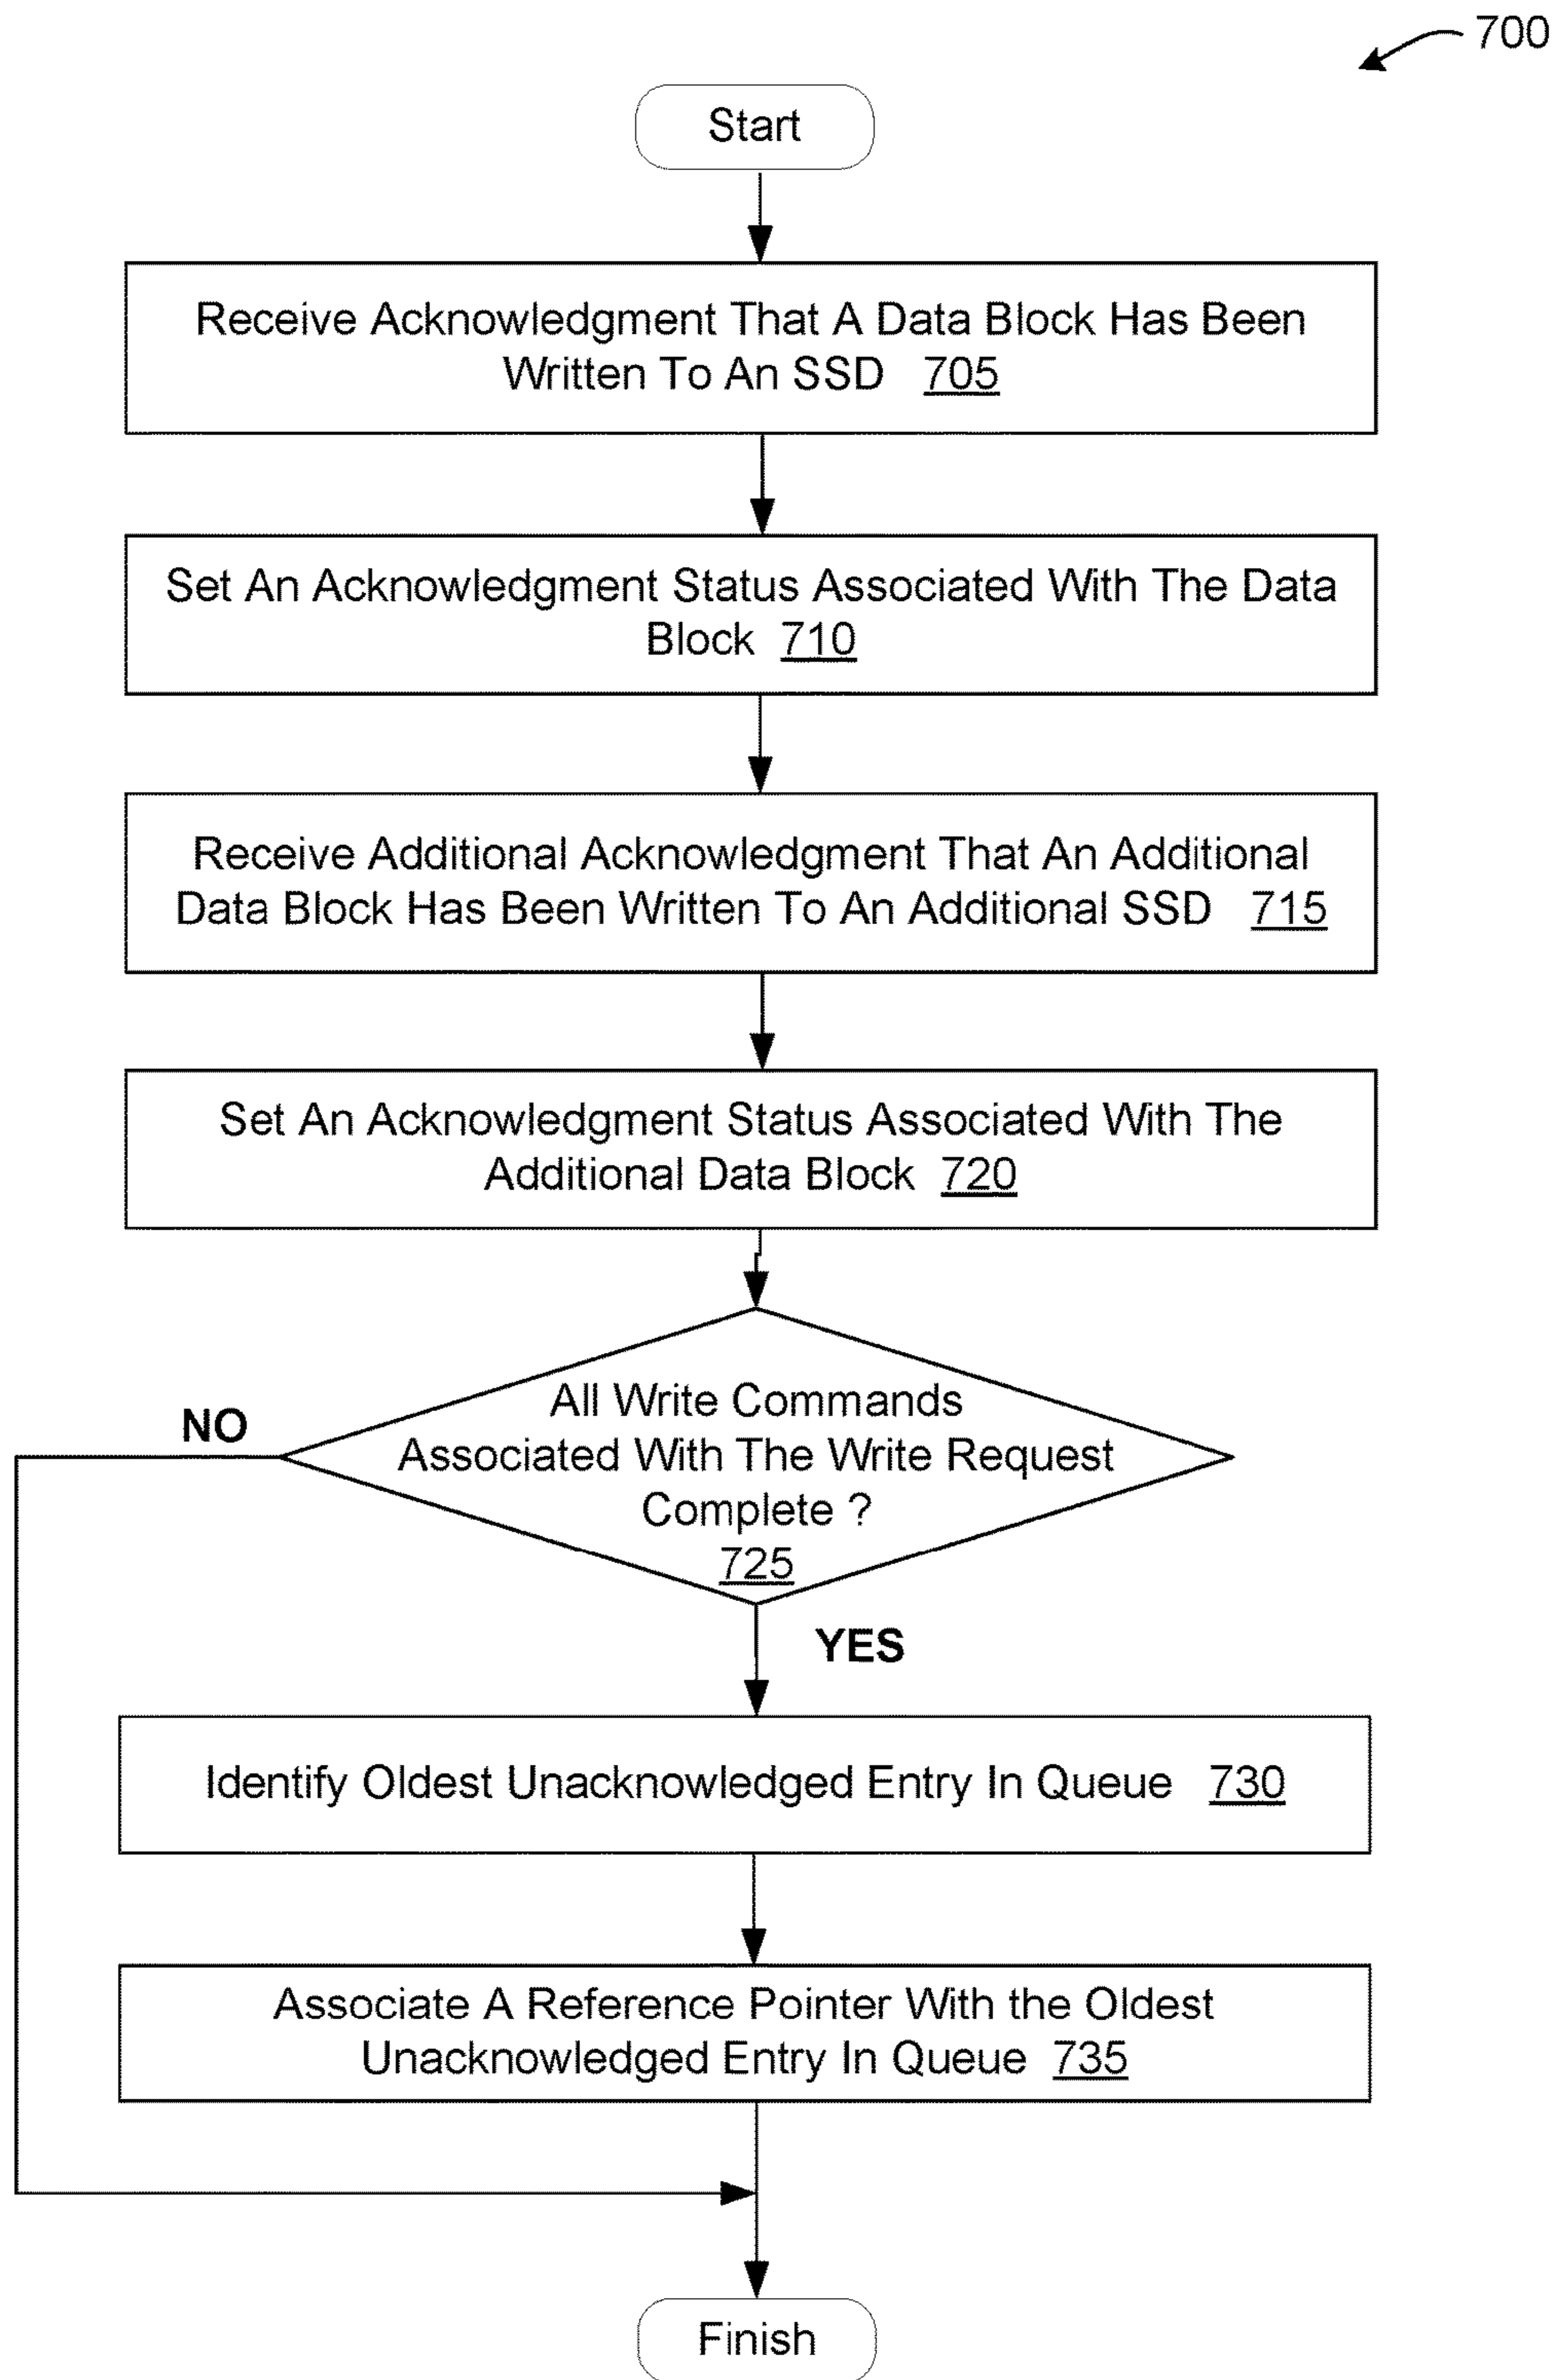 700
Start
Receive Acknowledgment That A Data Block Has Been
Written To An SSD 705
Set An Acknowledgment Status Associated With The Data
Block 710
Receive Additional Acknowledgment That An Additional
Data Block Has Been Written To An Additional SSD 715
Set An Acknowledgment Status Associated With The
Additional Data Block 720
All Write Commands
Associated With The Write Request
Complete ?
725
NO
YES
Identify Oldest Unacknowledged Entry In Queue 730
Associate A Reference Pointer With the Oldest
Unacknowledged Entry In Queue 735
Finish